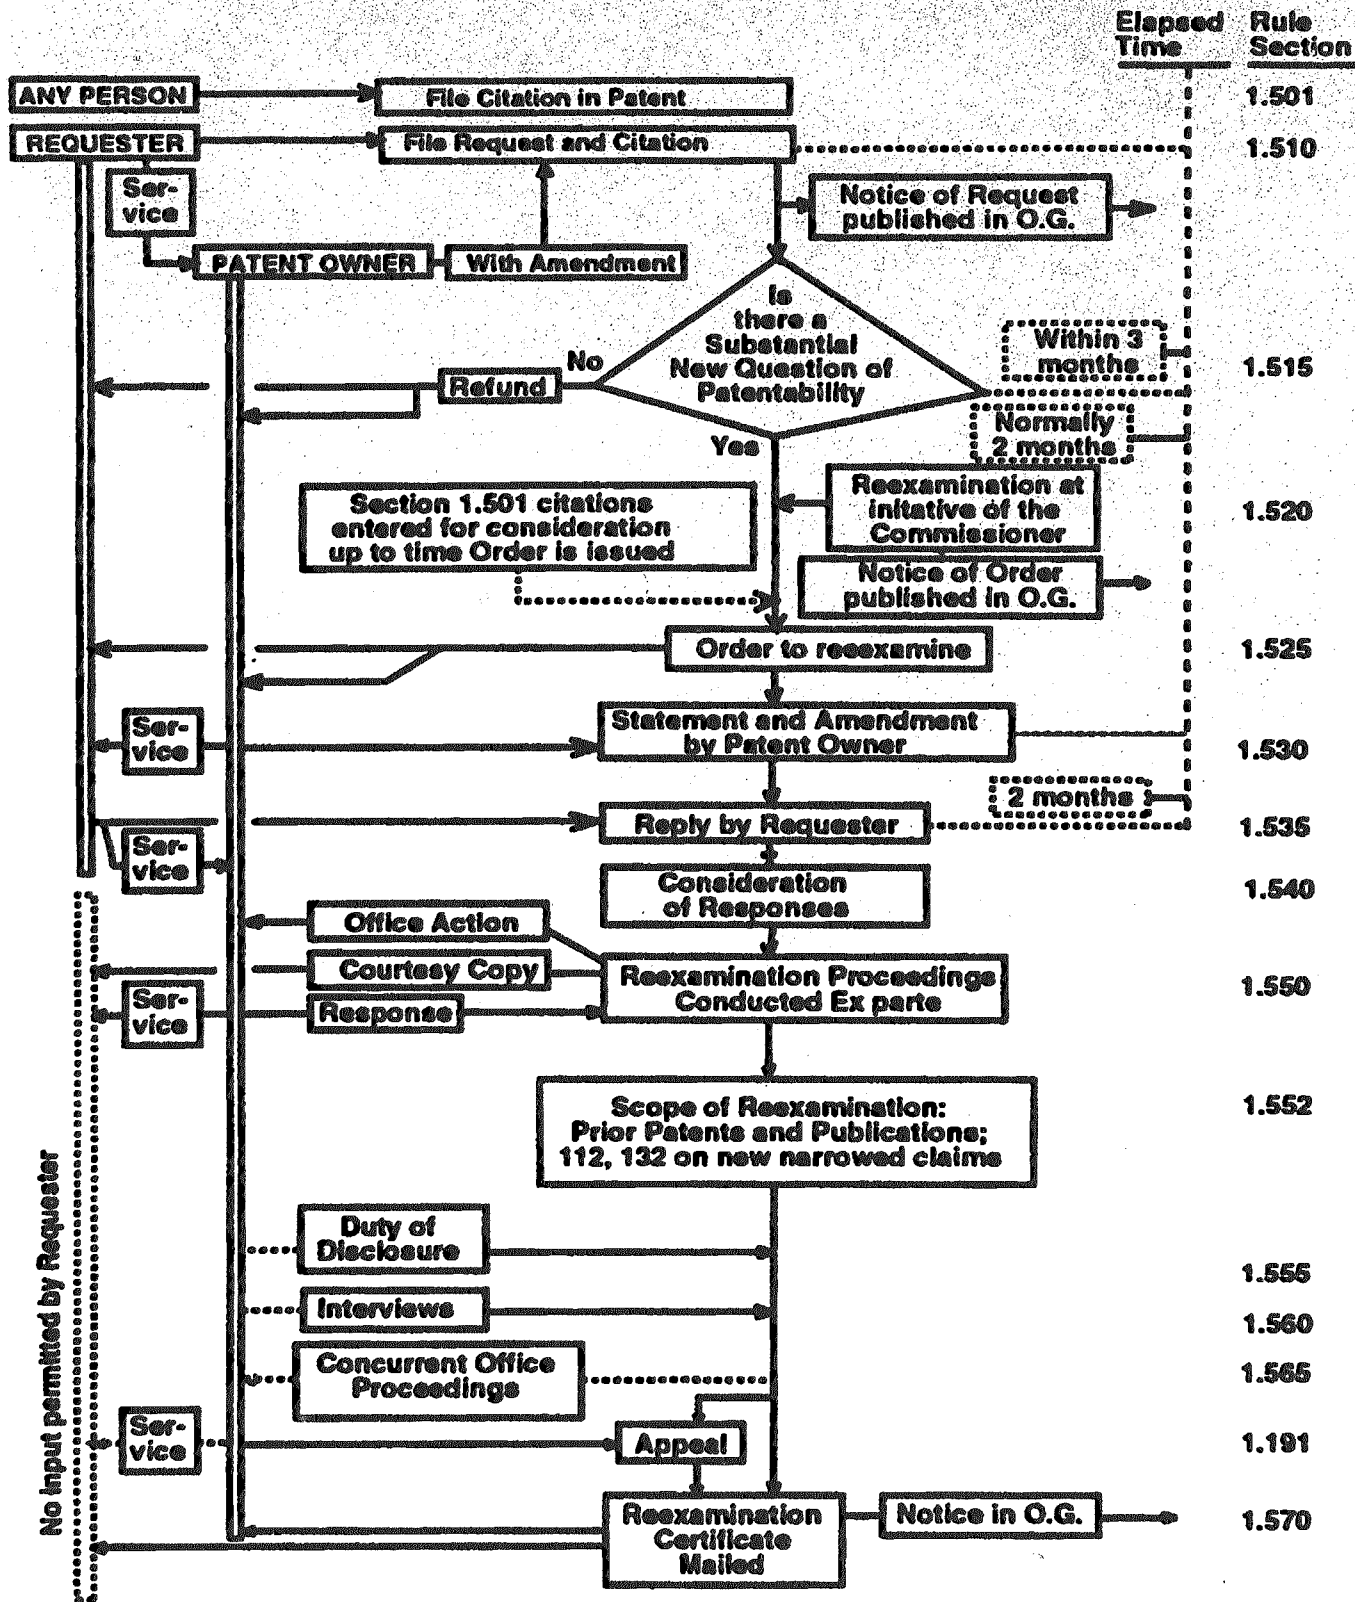 Elapsed Rule
Time Section
ANY PERSON
File Citation in Patent
1.501
REQUESTER
File Request and Citation
1.510
Ser-
vice
Notice of Request
published in O.G.
PATENT OWNER
With Amendment
Is
there a
Substantial
New Question of
Patentability
Within 3
months
No
Refund
1.515
Yes
Normally
2 months
Section 1.501 citations
entered for consideration
up to time Order is issued
Reexamination at
initative of the
Commissioner
1.520
Notice of Order
published in O.G.
Order to reexamine
1.525
Ser-
vice
Statement and Amendment
by Patent Owner
1.530
2 months
Reply by Requester
1.535
Ser-
vice
Consideration
of Responses
1.540
Office Action
Courtesy Copy
Reexamination Proceedings
Conducted Ex parte
1.550
Ser-
vice
Response
Scope of Reexamination:
Prior Patents and Publications;
112, 132 on new narrowed claims
1.552
No input permitted by Requester
Duty of
Disclosure
1.555
Interviews
1.560
Concurrent Office
Proceedings
1.565
Ser-
vice
Appeal
1.191
Reexamination
Certificate
Mailed
Notice in O.G.
1.570